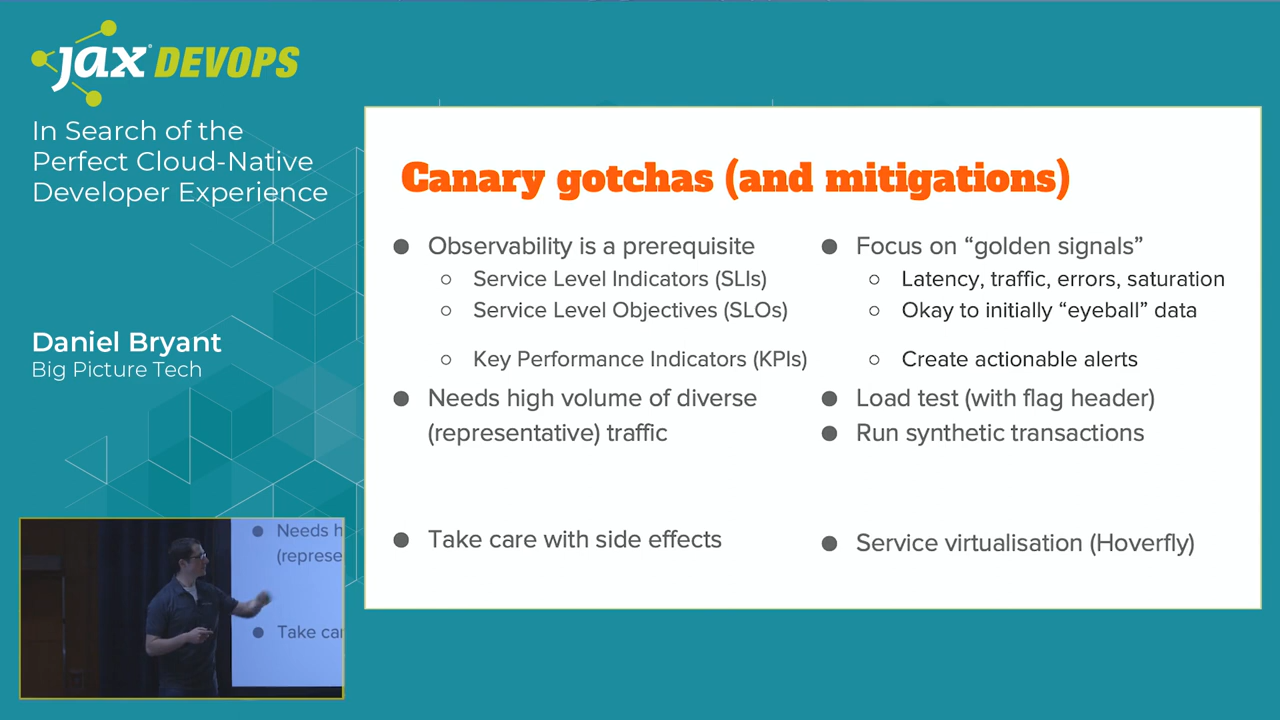 jax DEVOPS
In Search of the
Perfect Cloud-Native
Developer Experience
Daniel Bryant
Big Picture Tech
Canary gotchas (and mitigations)
● Observability is a prerequisite
○ Service Level Indicators (SLIs)
○ Service Level Objectives (SLOs)
○ Key Performance Indicators (KPIs)
● Needs high volume of diverse
(representative) traffic
● Take care with side effects
● Focus on “golden signals”
○ Latency, traffic, errors, saturation
○ Okay to initially “eyeball” data
○ Create actionable alerts
● Load test (with flag header)
● Run synthetic transactions
● Service virtualisation (Hoverfly)
● Needs h
(represe
● Take car